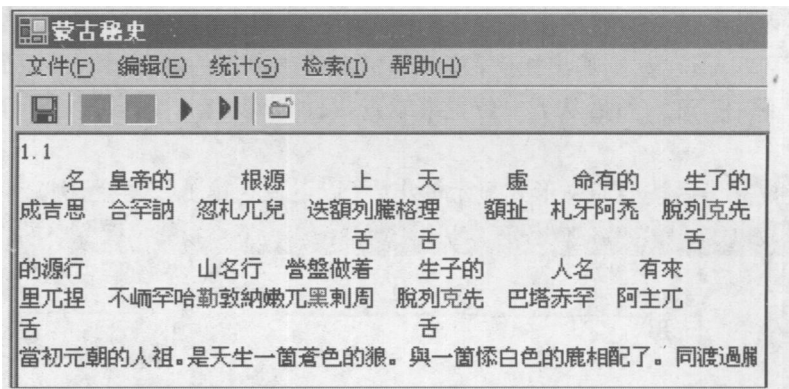 蒙古秘史
文件(F) 编辑(E) 统计(S) 检索(I) 帮助(H)
1.1
名 皇帝的 根源 上 天 處 命有的 生了的
成吉思 合罕訥 忽札兀兒 迭額列騰格理 額扯 札牙阿禿 脫列克先
舌 舌 舌
的源行 山名行 營盤做着 生子的 人名 有來
里兀捏 不峏罕哈勒敦納嫩兀黑剌周 脫列克先 巴塔赤罕 阿主兀
舌 舌
當初元朝的人祖。是天生一箇蒼色的狼。與一箇慘白色的鹿相配了。同渡過騰